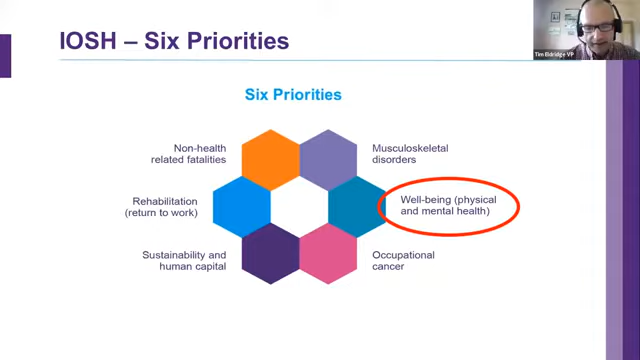 IOSH – Six Priorities
Six Priorities
Non-health
related fatalities
Musculoskeletal
disorders
Rehabilitation
(return to work)
Well-being (physical
and mental health)
Sustainability and
human capital
Occupational
cancer
Tim Eldridge VP